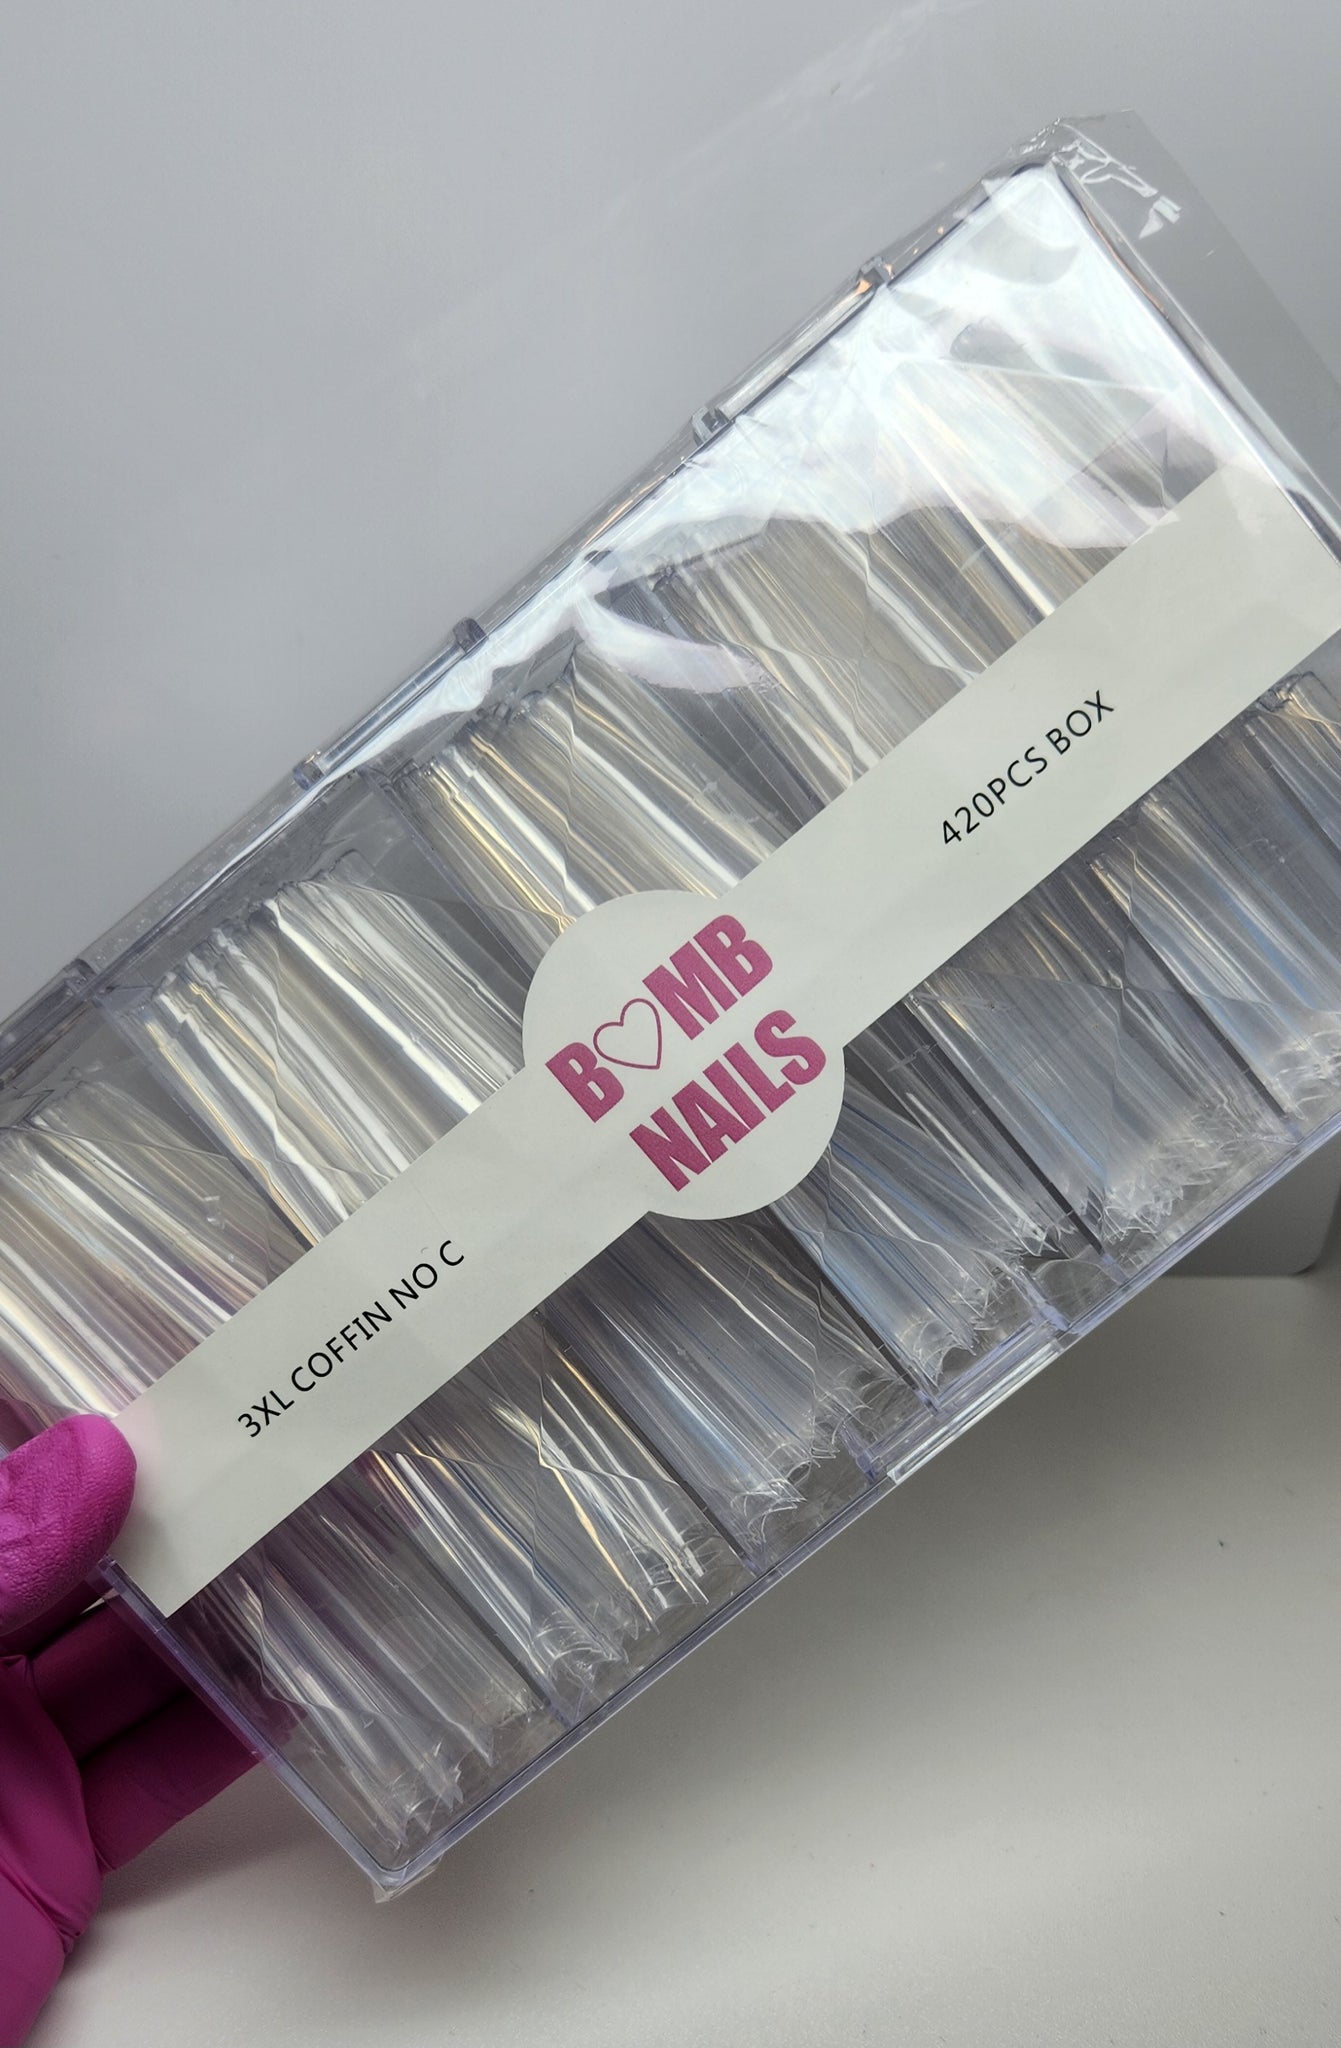 3XL COFFIN NO C
B♡MB
NAILS
420PCS BOX